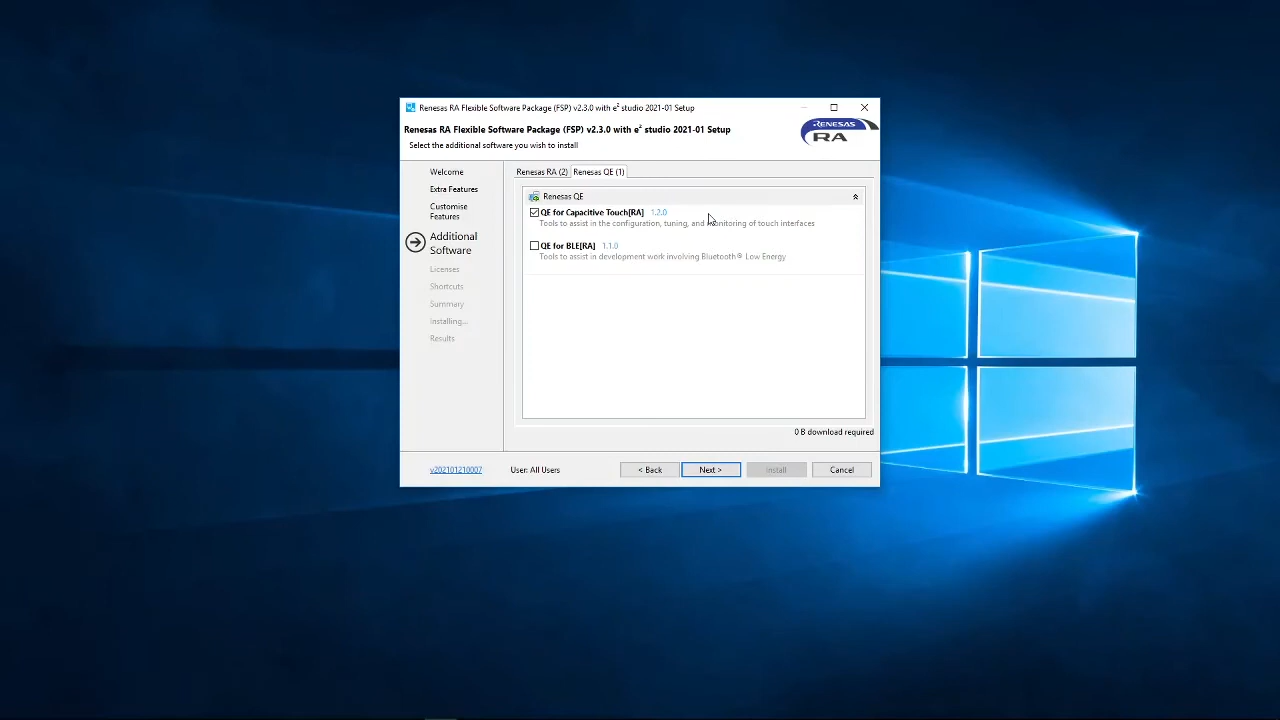 Renesas RA Flexible Software Package (FSP) v2.3.0 with e² studio 2021-01 Setup
Renesas RA Flexible Software Package (FSP) v2.3.0 with e² studio 2021-01 Setup
Select the additional software you wish to install
RENESAS
RA
Welcome
Extra Features
Customise
Features
Additional
Software
Licenses
Shortcuts
Summary
Installing...
Results
Renesas RA (2) Renesas QE (1)
Renesas QE
QE for Capacitive Touch[RA] 1.2.0
Tools to assist in the configuration, tuning, and monitoring of touch interfaces
QE for BLE[RA] 1.1.0
Tools to assist in development work involving Bluetooth® Low Energy
0 B download required
v202101210007 User: All Users < Back Next > Install Cancel